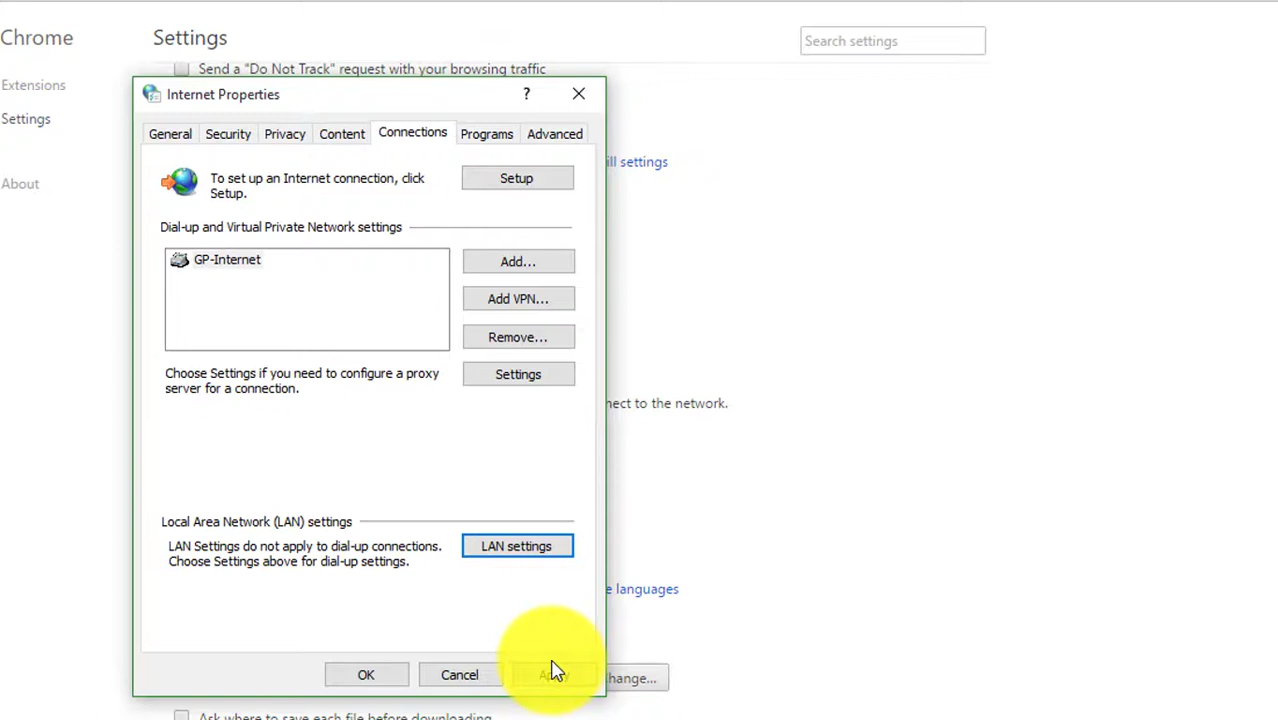 Chrome
Settings
Search settings
Extensions
Settings
About
Send a "Do Not Track" request with your browsing traffic
Internet Properties
?
General
Security
Privacy
Content
Connections
Programs
Advanced
To set up an Internet connection, click
Setup.
Setup
Dial-up and Virtual Private Network settings
GP-Internet
Add...
Add VPN...
Remove...
Choose Settings if you need to configure a proxy
server for a connection.
Settings
Local Area Network (LAN) settings
LAN Settings do not apply to dial-up connections.
Choose Settings above for dial-up settings.
LAN settings
OK
Cancel
ill settings
nect to the network.
e languages
hange...
Ask where to save each file before downloading